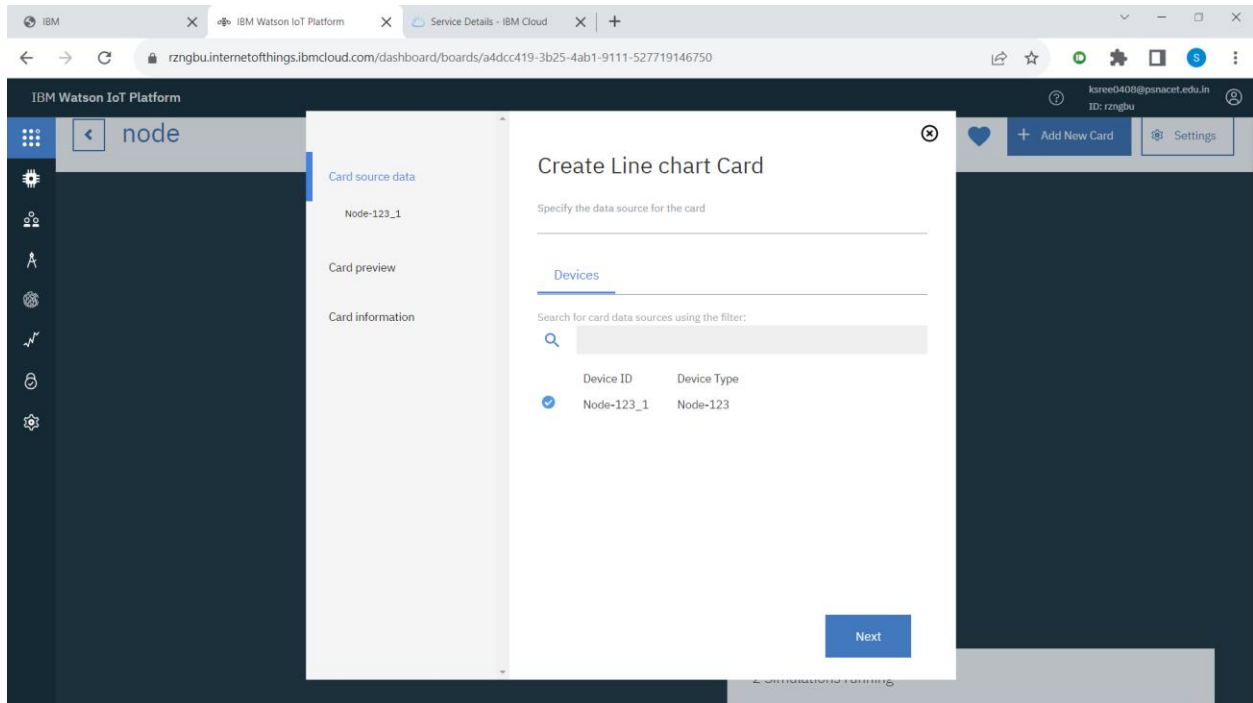 IBM
IBM Watson IoT Platform
Service Details - IBM Cloud
rzngbu.internetofthings.ibmcloud.com/dashboard/boards/a4dcc419-3b25-4ab1-9111-527719146750
S
IBM Watson IoT Platform
ksree0408@psnacet.edu.in
ID: rzngbu
node
+ Add New Card
Settings
Card source data
Node-123_1
Card preview
Card information
Create Line chart Card
Specify the data source for the card
Devices
Search for card data sources using the filter:
Device ID Device Type
Node-123_1 Node-123
Next
2 Simulations running